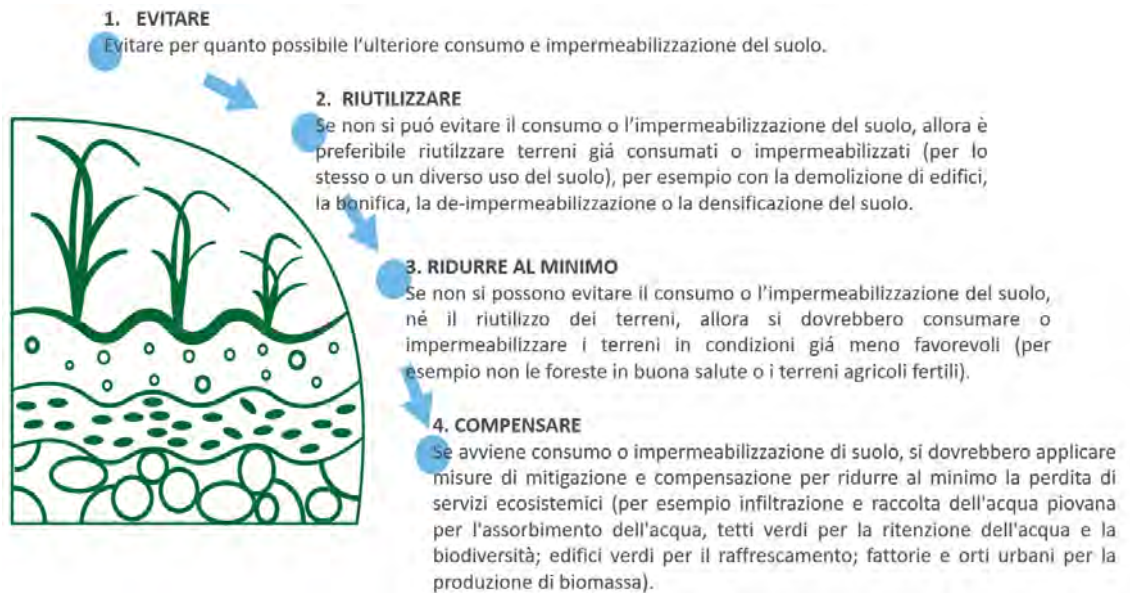 1. EVITARE
Evitare per quanto possibile l'ulteriore consumo e impermeabilizzazione del suolo.
2. RIUTILIZZARE
Se non si puó evitare il consumo o l'impermeabilizzazione del suolo, allora è
preferibile riutilzzare terreni giá consumati o impermeabilizzati (per lo
stesso o un diverso uso del suolo), per esempio con la demolizione di edifici,
la bonifica, la de-impermeabilizzazione o la densificazione del suolo.
3. RIDURRE AL MINIMO
Se non si possono evitare il consumo o l'impermeabilizzazione del suolo,
né il riutilizzo dei terreni, allora si dovrebbero consumare o
impermeabilizzare i terreni in condizioni giá meno favorevoli (per
esempio non le foreste in buona salute o i terreni agricoli fertili).
4. COMPENSARE
Se avviene consumo o impermeabilizzazione di suolo, si dovrebbero applicare
misure di mitigazione e compensazione per ridurre al minimo la perdita di
servizi ecosistemici (per esempio infiltrazione e raccolta dell'acqua piovana
per l'assorbimento dell'acqua, tetti verdi per la ritenzione dell'acqua e la
biodiversità; edifici verdi per il raffrescamento; fattorie e orti urbani per la
produzione di biomassa).